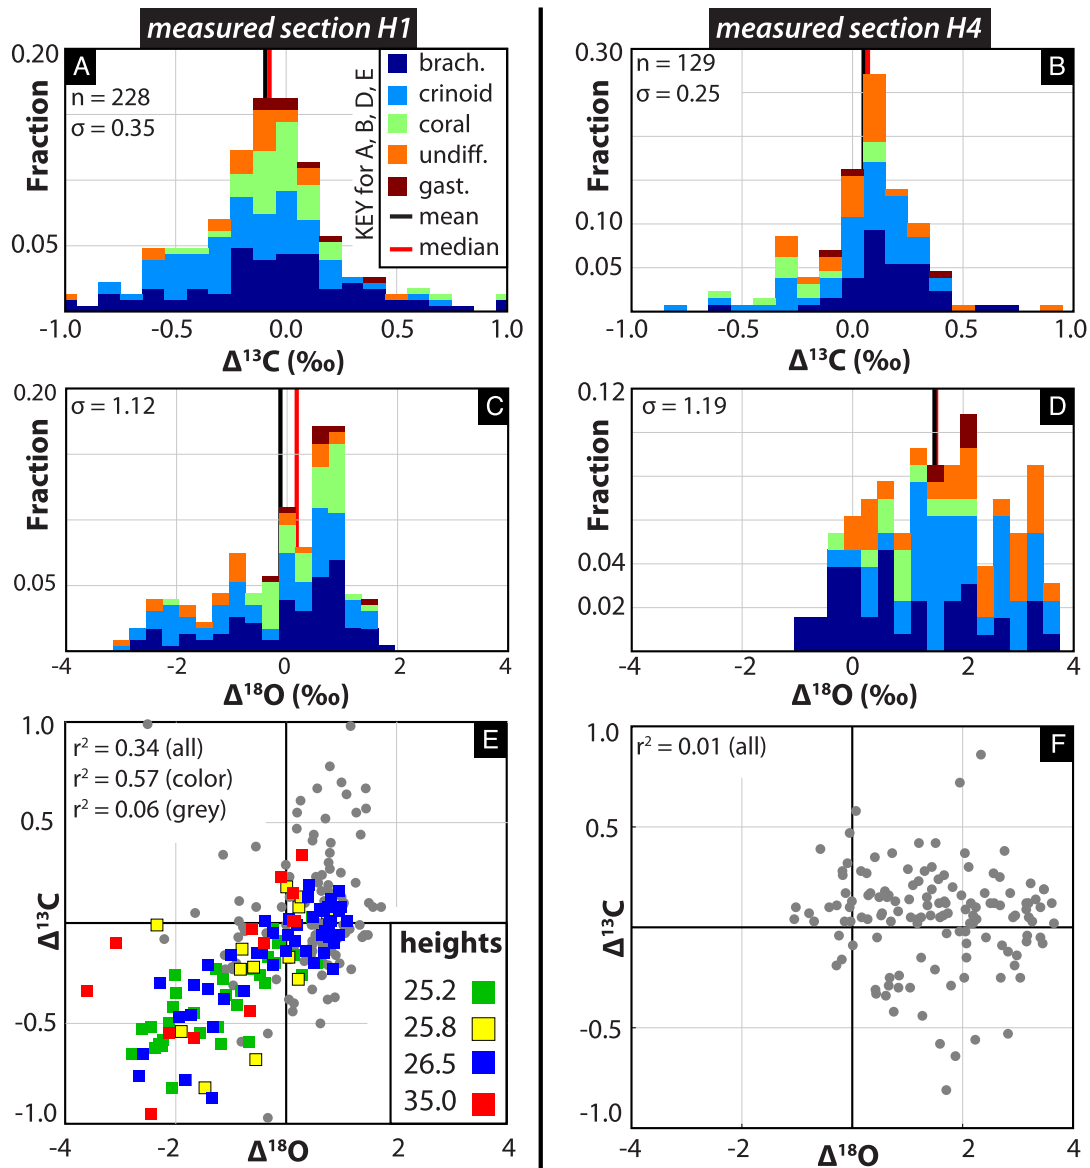 measured section H1
measured section H4
0.20
A
n = 228
σ = 0.35
KEY for A, B, D, E
brach.
crinoid
coral
undiff.
gast.
mean
median
Fraction
0.05
-1.0
-0.5
0.0
0.5
1.0
Δ¹³C (‰)
0.30
B
n = 129
σ = 0.25
Fraction
0.10
0.05
-1.0
-0.5
0.0
0.5
1.0
Δ¹³C (‰)
0.20
σ = 1.12
C
Fraction
0.05
-4
-2
0
2
4
Δ¹⁸O (‰)
0.12
σ = 1.19
D
Fraction
0.04
0.02
-4
-2
0
2
4
Δ¹⁸O (‰)
1.0
r² = 0.34 (all)
r² = 0.57 (color)
r² = 0.06 (grey)
E
0.5
Δ¹³C
-0.5
-1.0
heights
25.2
25.8
26.5
35.0
-4
-2
0
2
4
Δ¹⁸O
1.0
r² = 0.01 (all)
F
0.5
Δ¹³C
-0.5
-1.0
-4
-2
0
2
4
Δ¹⁸O